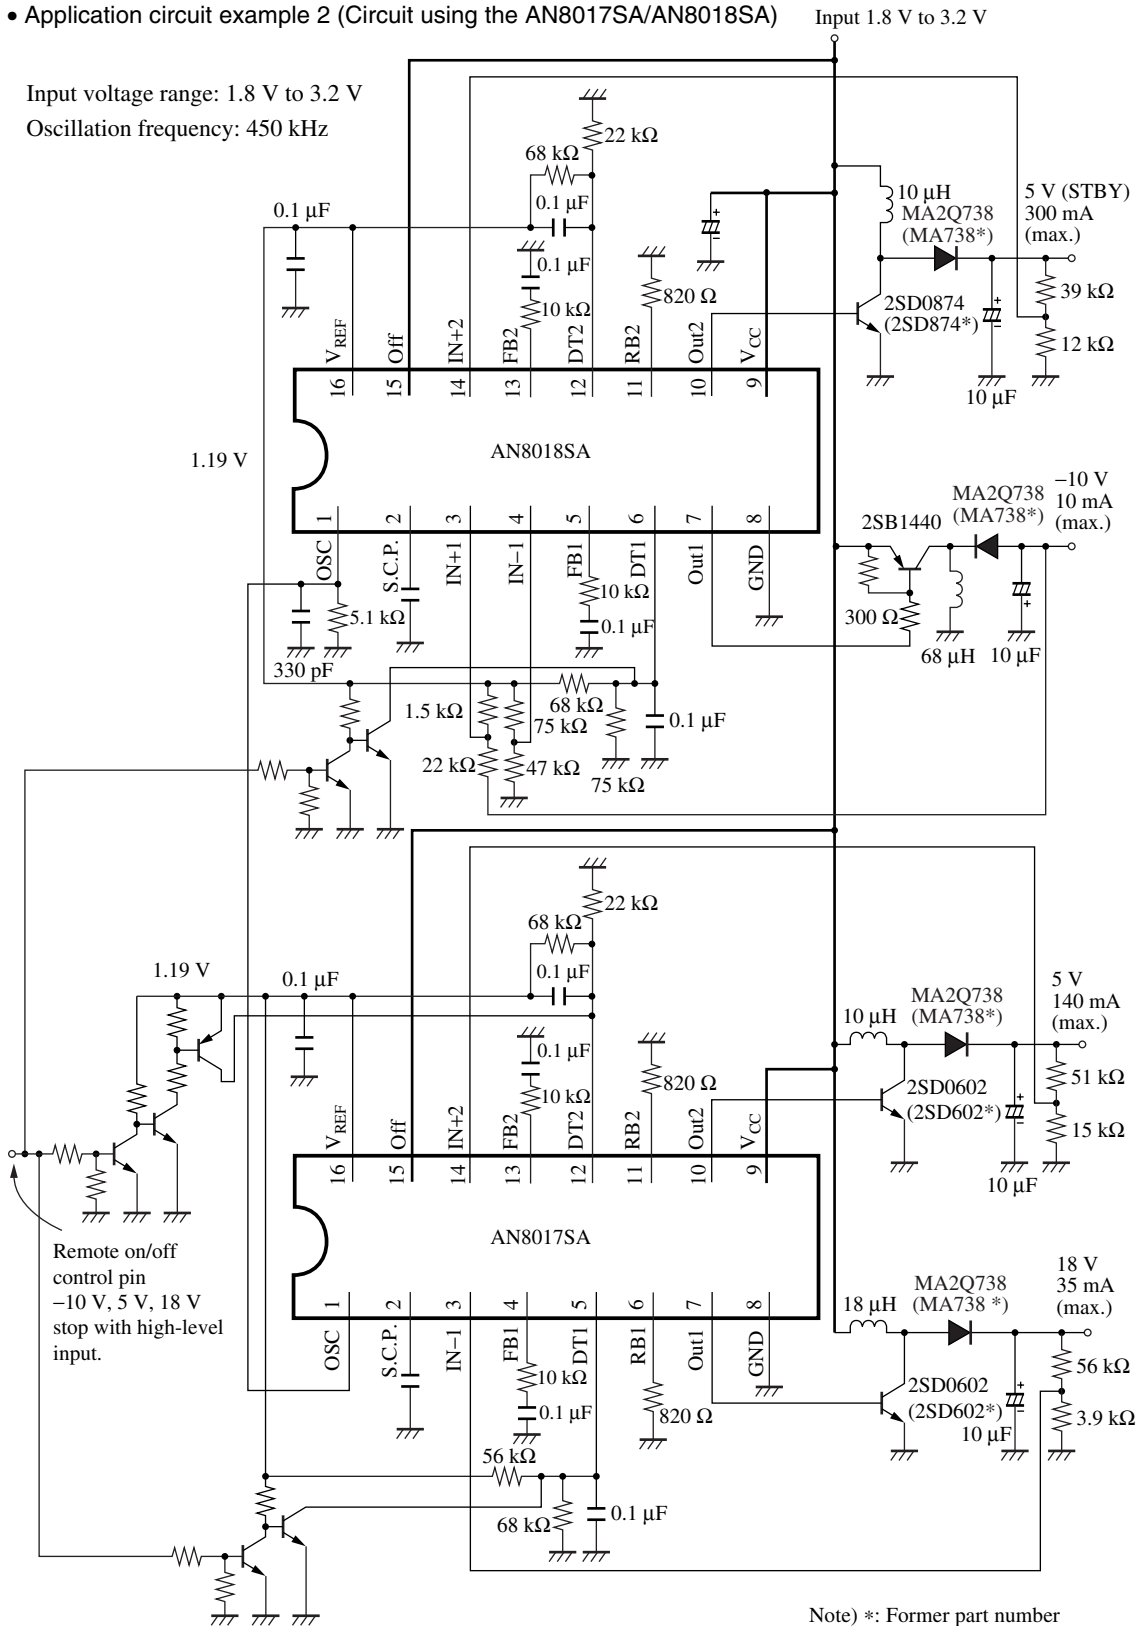 • Application circuit example 2 (Circuit using the AN8017SA/AN8018SA)
Input 1.8 V to 3.2 V
Input voltage range: 1.8 V to 3.2 V
Oscillation frequency: 450 kHz
22 kΩ
68 kΩ
0.1 µF
0.1 µF
0.1 µF
10 kΩ
820 Ω
10 µH
MA2Q738
(MA738*)
5 V (STBY)
300 mA
(max.)
39 kΩ
2SD0874
(2SD874*)
12 kΩ
10 µF
VREF
Off
IN+2
FB2
DT2
RB2
Out2
VCC
16
15
14
13
12
11
10
9
AN8018SA
1.19 V
1
2
3
4
5
6
7
8
OSC
S.C.P.
IN+1
IN−1
FB1
DT1
Out1
GND
−10 V
10 mA
(max.)
MA2Q738
(MA738*)
2SB1440
300 Ω
68 µH
10 µF
5.1 kΩ
330 pF
10 kΩ
0.1 µF
1.5 kΩ
68 kΩ
75 kΩ
0.1 µF
22 kΩ
47 kΩ
75 kΩ
22 kΩ
68 kΩ
1.19 V
0.1 µF
0.1 µF
0.1 µF
10 kΩ
820 Ω
10 µH
MA2Q738
(MA738*)
5 V
140 mA
(max.)
51 kΩ
2SD0602
(2SD602*)
15 kΩ
10 µF
VREF
Off
IN+2
FB2
DT2
RB2
Out2
VCC
16
15
14
13
12
11
10
9
AN8017SA
Remote on/off
control pin
−10 V, 5 V, 18 V
stop with high-level
input.
1
2
3
4
5
6
7
8
OSC
S.C.P.
IN−1
FB1
DT1
RB1
Out1
GND
18 V
35 mA
(max.)
MA2Q738
(MA738 *)
18 µH
56 kΩ
2SD0602
(2SD602*)
3.9 kΩ
10 µF
10 kΩ
0.1 µF
820 Ω
56 kΩ
68 kΩ
0.1 µF
Note) *: Former part number